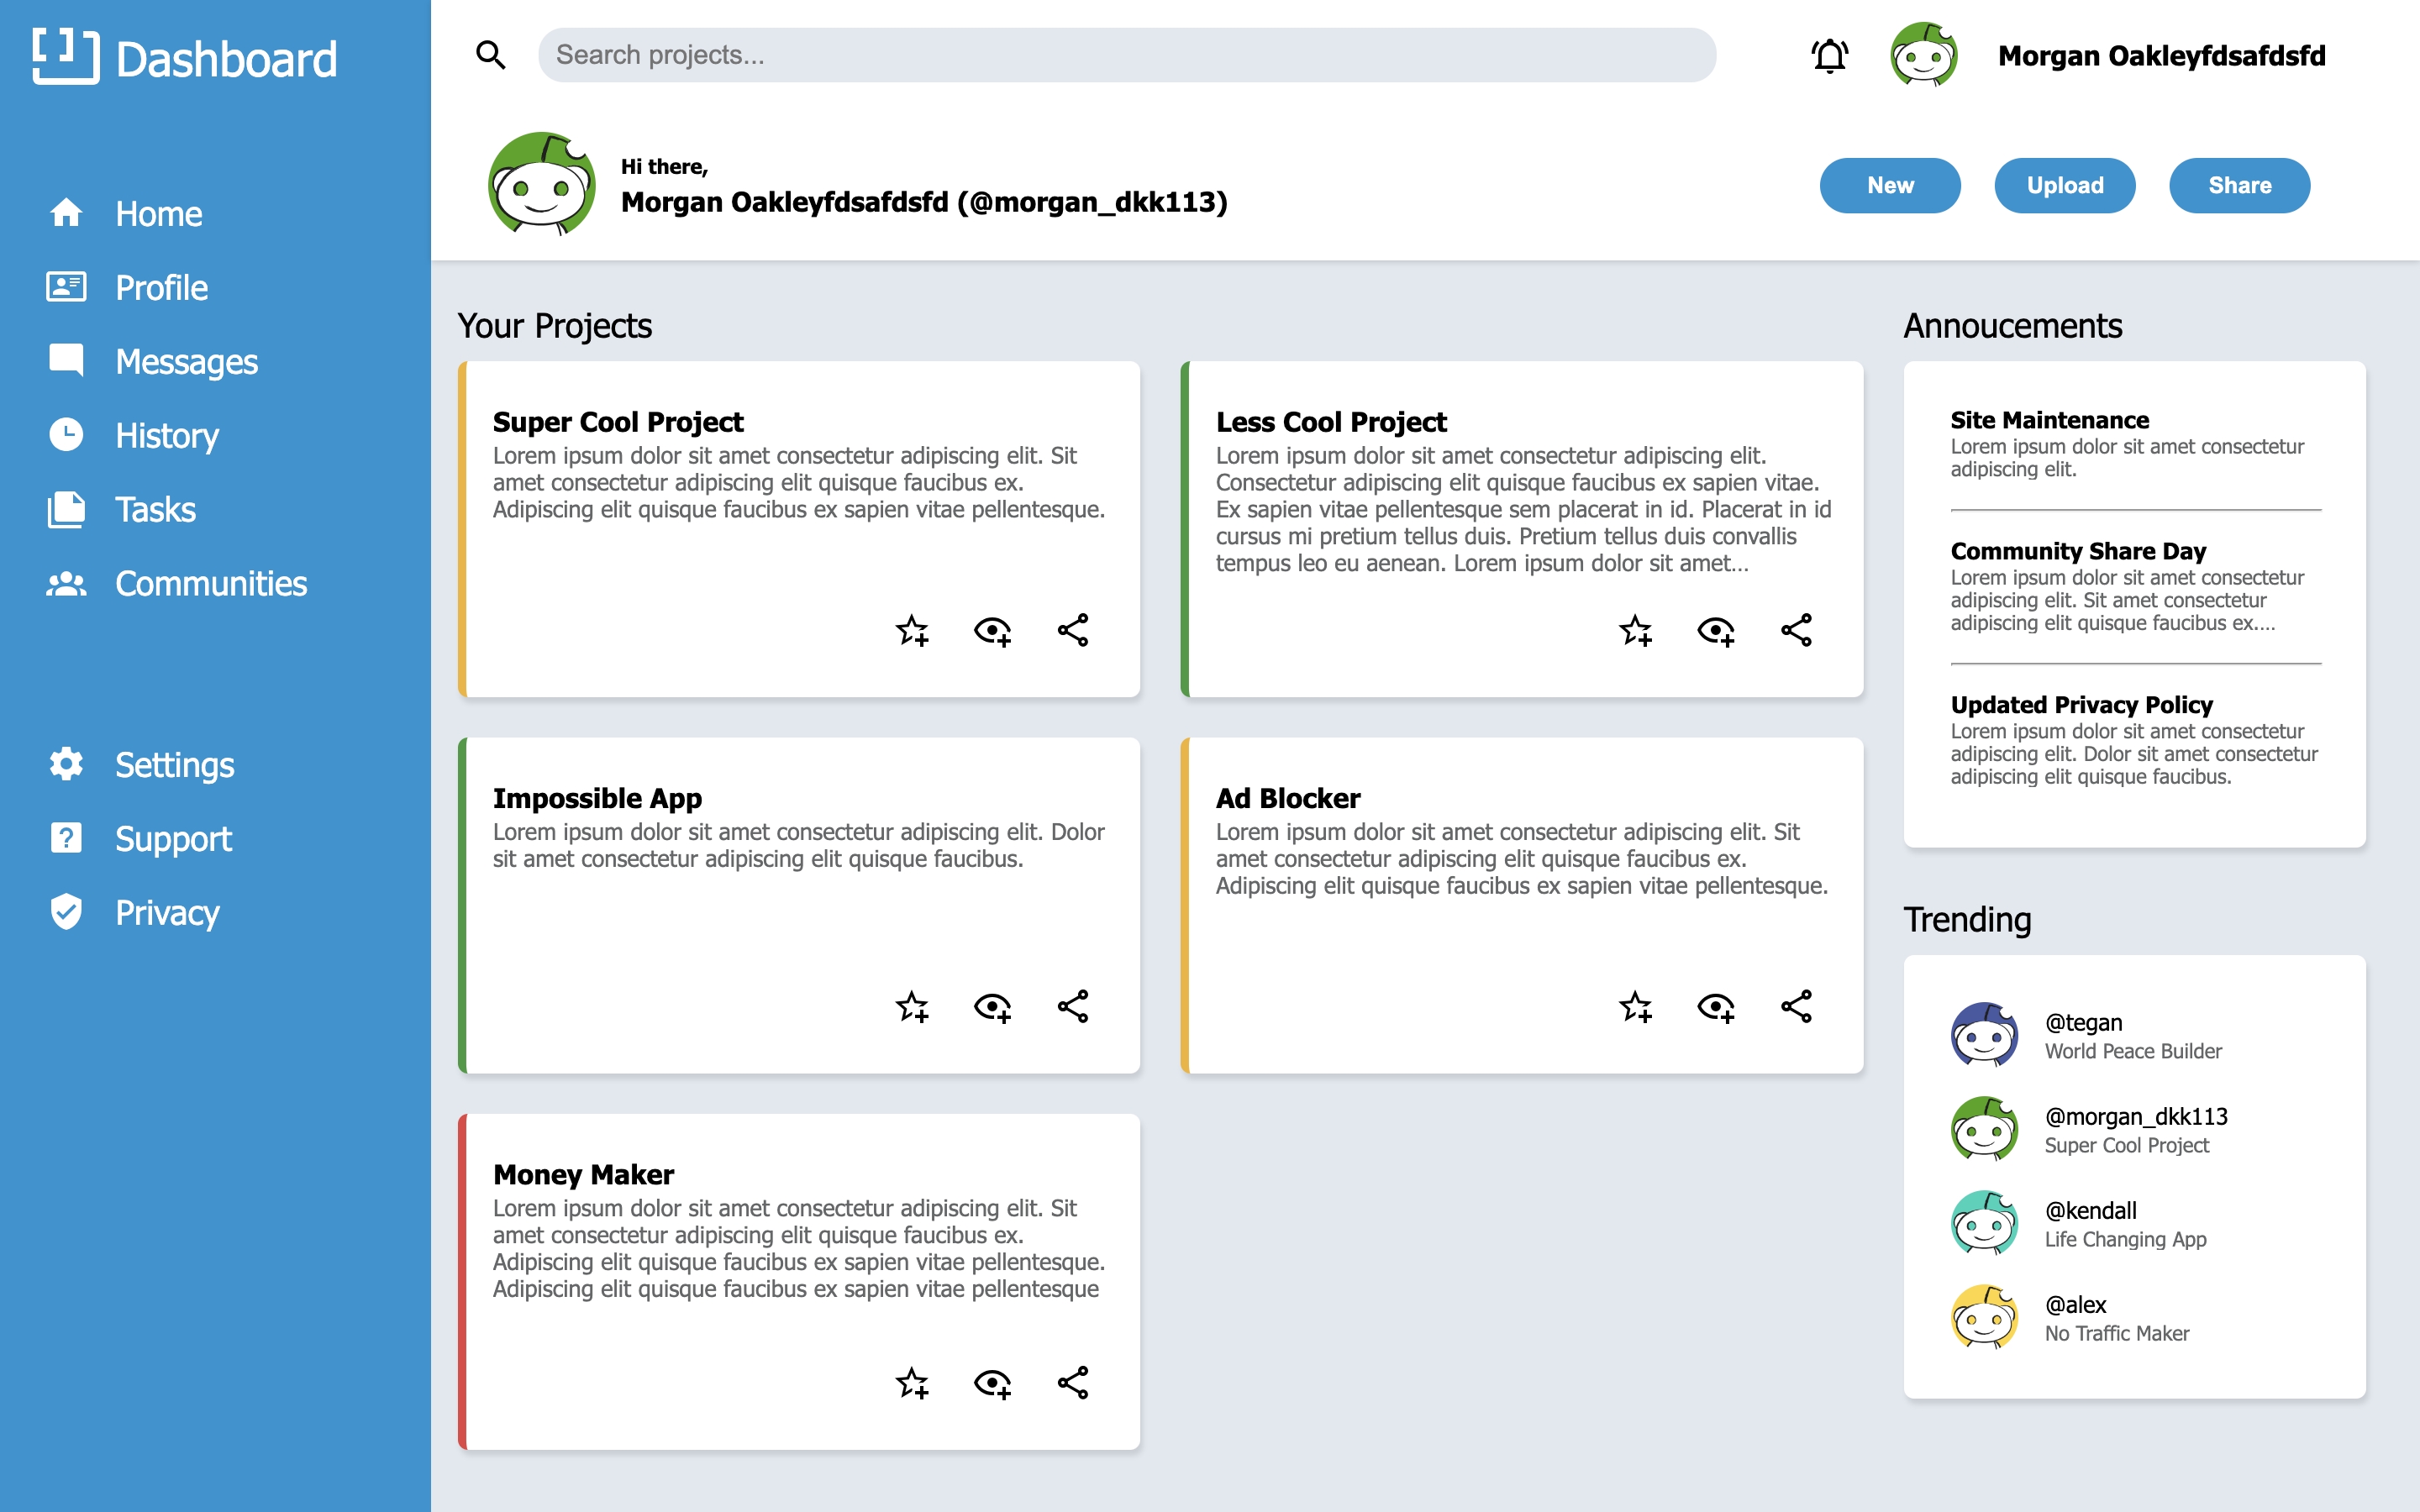 Dashboard
Home
Profile
Messages
History
Tasks
Communities
Settings
Support
Privacy
Search projects...
Morgan Oakleyfdsafdsfd
Hi there,
Morgan Oakleyfdsafdsfd (@morgan_dkk113)
New
Upload
Share
Your Projects
Super Cool Project
Lorem ipsum dolor sit amet consectetur adipiscing elit. Sit
amet consectetur adipiscing elit quisque faucibus ex.
Adipiscing elit quisque faucibus ex sapien vitae pellentesque.
Less Cool Project
Lorem ipsum dolor sit amet consectetur adipiscing elit.
Consectetur adipiscing elit quisque faucibus ex sapien vitae.
Ex sapien vitae pellentesque sem placerat in id. Placerat in id
cursus mi pretium tellus duis. Pretium tellus duis convallis
tempus leo eu aenean. Lorem ipsum dolor sit amet...
Impossible App
Lorem ipsum dolor sit amet consectetur adipiscing elit. Dolor
sit amet consectetur adipiscing elit quisque faucibus.
Ad Blocker
Lorem ipsum dolor sit amet consectetur adipiscing elit. Sit
amet consectetur adipiscing elit quisque faucibus ex.
Adipiscing elit quisque faucibus ex sapien vitae pellentesque.
Money Maker
Lorem ipsum dolor sit amet consectetur adipiscing elit. Sit
amet consectetur adipiscing elit quisque faucibus ex.
Adipiscing elit quisque faucibus ex sapien vitae pellentesque.
Adipiscing elit quisque faucibus ex sapien vitae pellentesque
Annoucements
Site Maintenance
Lorem ipsum dolor sit amet consectetur
adipiscing elit.
Community Share Day
Lorem ipsum dolor sit amet consectetur
adipiscing elit. Sit amet consectetur
adipiscing elit quisque faucibus ex....
Updated Privacy Policy
Lorem ipsum dolor sit amet consectetur
adipiscing elit. Dolor sit amet consectetur
adipiscing elit quisque faucibus.
Trending
@tegan
World Peace Builder
@morgan_dkk113
Super Cool Project
@kendall
Life Changing App
@alex
No Traffic Maker